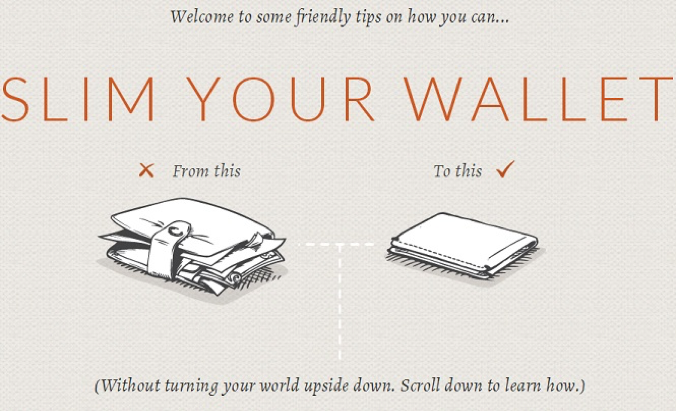 Welcome to some friendly tips on how you can...
SLIM YOUR WALLET
From this
To this
(Without turning your world upside down. Scroll down to learn how.)